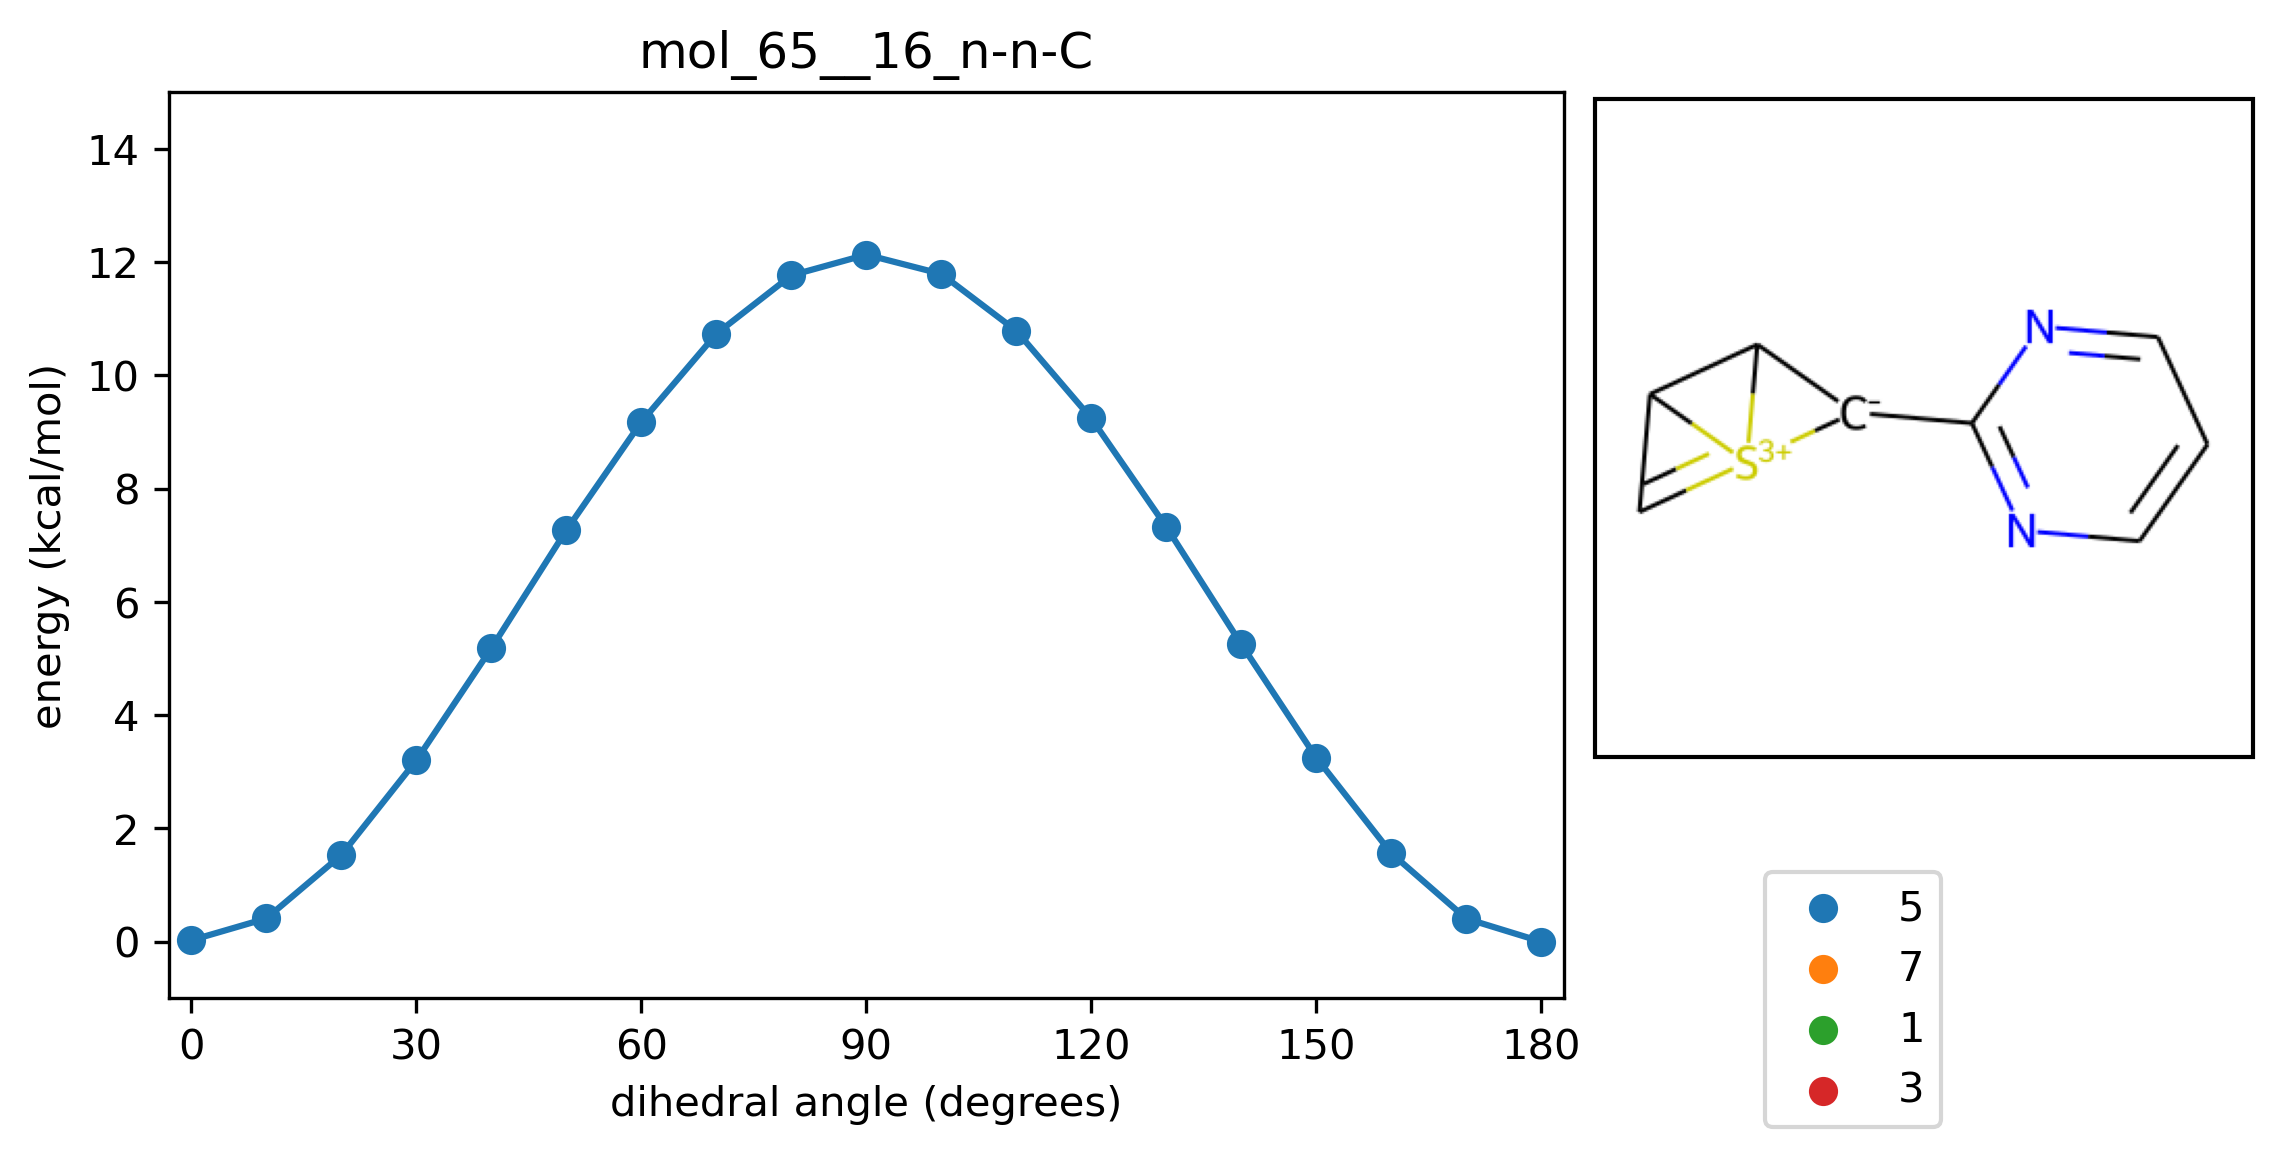 mol_65__16_n-n-C
14
12
10
8
6
4
2
0
energy (kcal/mol)
0 30 60 90 120 150 180
dihedral angle (degrees)
N
C-
S3+
N
5
7
1
3